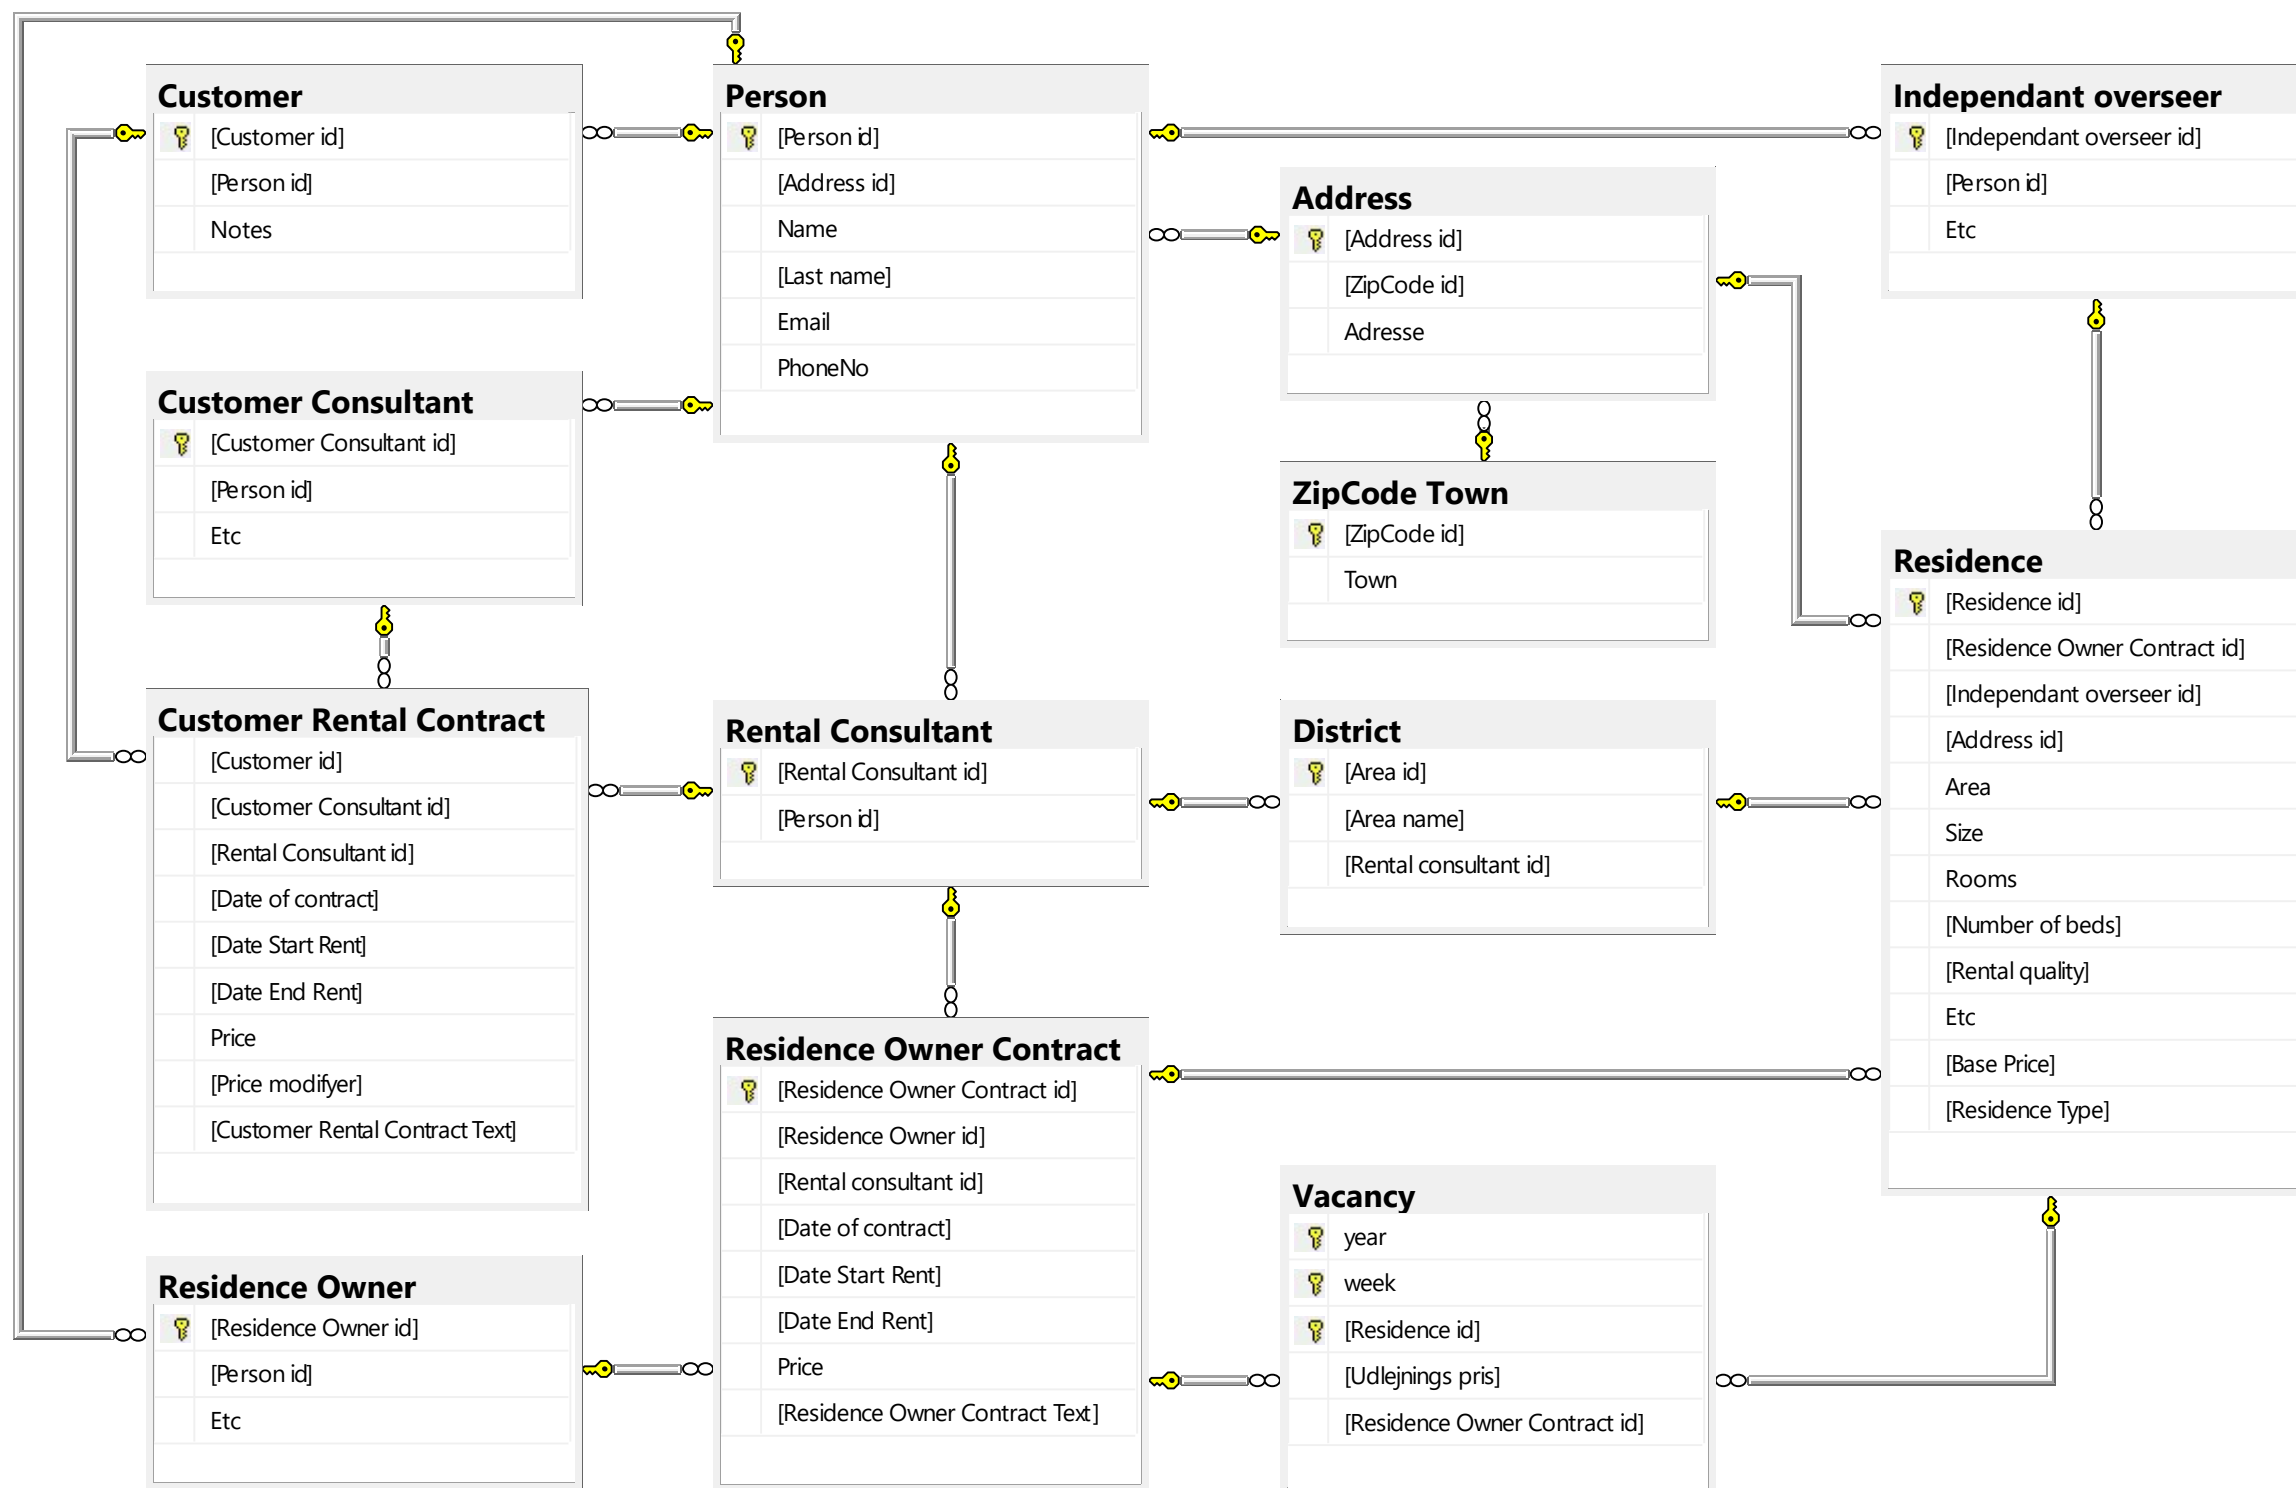 Customer
[Customer id]
[Person id]
Notes
Person
[Person id]
[Address id]
Name
[Last name]
Email
PhoneNo
Independant overseer
[Independant overseer id]
[Person id]
Etc
Address
[Address id]
[ZipCode id]
Adresse
Customer Consultant
[Customer Consultant id]
[Person id]
Etc
ZipCode Town
[ZipCode id]
Town
Residence
[Residence id]
[Residence Owner Contract id]
[Independant overseer id]
[Address id]
Area
Size
Rooms
[Number of beds]
[Rental quality]
Etc
[Base Price]
[Residence Type]
Customer Rental Contract
[Customer id]
[Customer Consultant id]
[Rental Consultant id]
[Date of contract]
[Date Start Rent]
[Date End Rent]
Price
[Price modifyer]
[Customer Rental Contract Text]
Rental Consultant
[Rental Consultant id]
[Person id]
District
[Area id]
[Area name]
[Rental consultant id]
Residence Owner Contract
[Residence Owner Contract id]
[Residence Owner id]
[Rental consultant id]
[Date of contract]
[Date Start Rent]
[Date End Rent]
Price
[Residence Owner Contract Text]
Vacancy
year
week
[Residence id]
[Udlejnings pris]
[Residence Owner Contract id]
Residence Owner
[Residence Owner id]
[Person id]
Etc